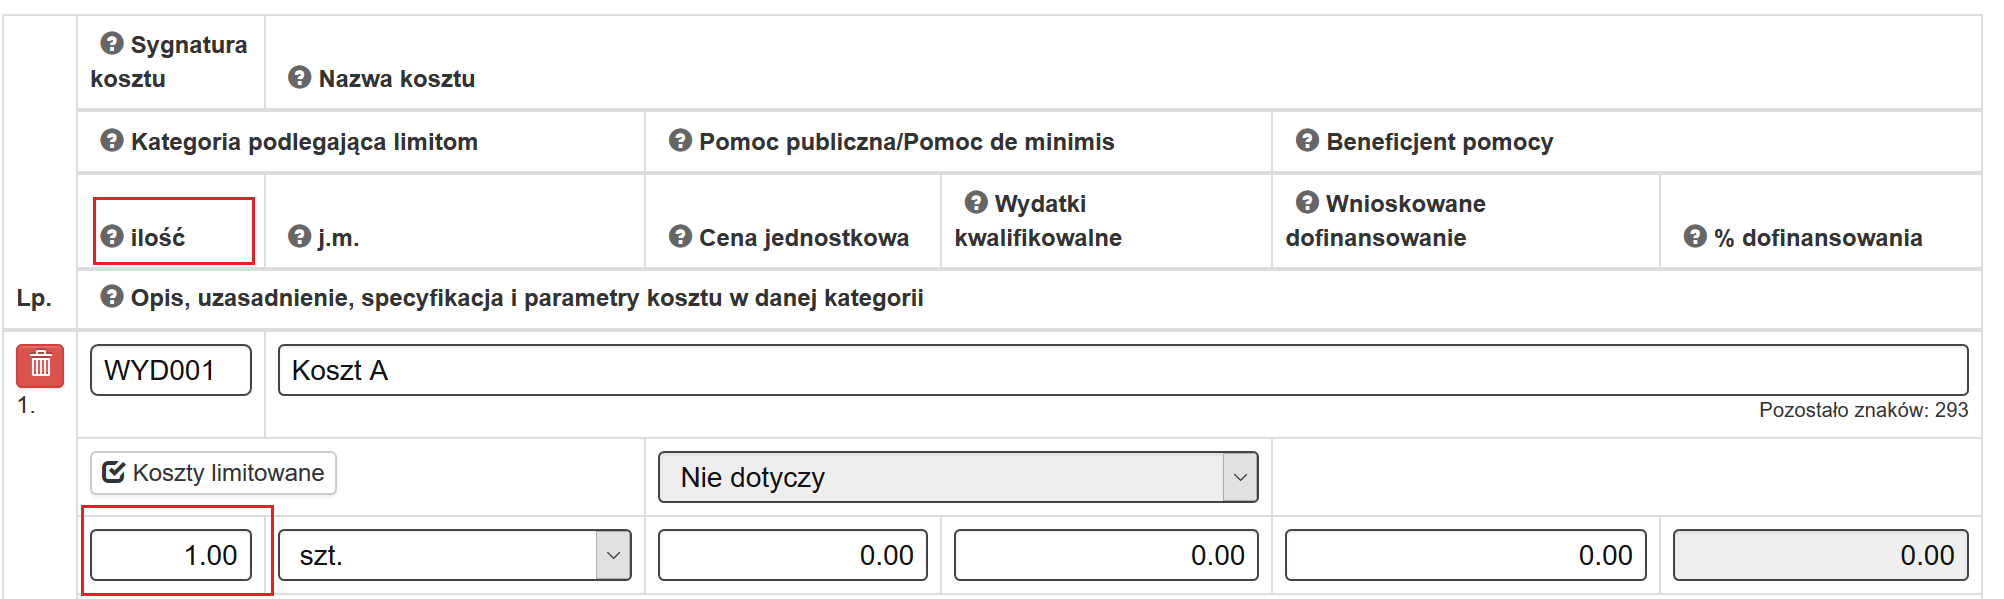 Sygnatura
kosztu
Nazwa kosztu
Kategoria podlegająca limitom
Pomoc publiczna/Pomoc de minimis
Beneficjent pomocy
ilość
j.m.
Cena jednostkowa
Wydatki
kwalifikowalne
Wnioskowane
dofinansowanie
% dofinansowania
Lp.
Opis, uzasadnienie, specyfikacja i parametry kosztu w danej kategorii
1.
WYD001
Koszt A
Pozostało znaków: 293
Koszty limitowane
Nie dotyczy
1.00
szt.
0.00
0.00
0.00
0.00